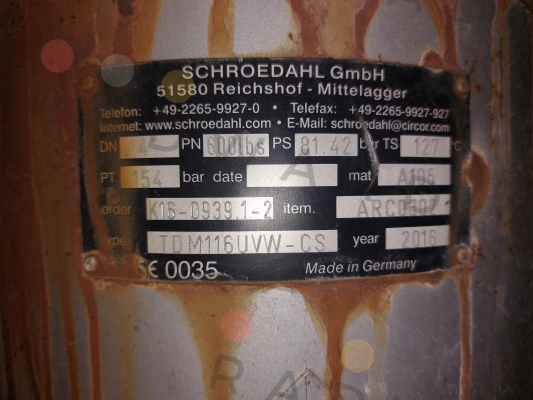 SCHROEDAHL GmbH
51580 Reichshof - Mittelagger
Telefon: +49-2265-9927-0 • Telefax: +49-2265-9927-927
Internet: www.schroedahl.com • E-Mail: schroedahl@circor.com
DN PN 600lbs PS 81.42 bar TS 127 °C
PT 154 bar date mat A105
order K16-0939.1-2 item.
type TDM116UVW-CS year 2016
CE 0035 Made in Germany